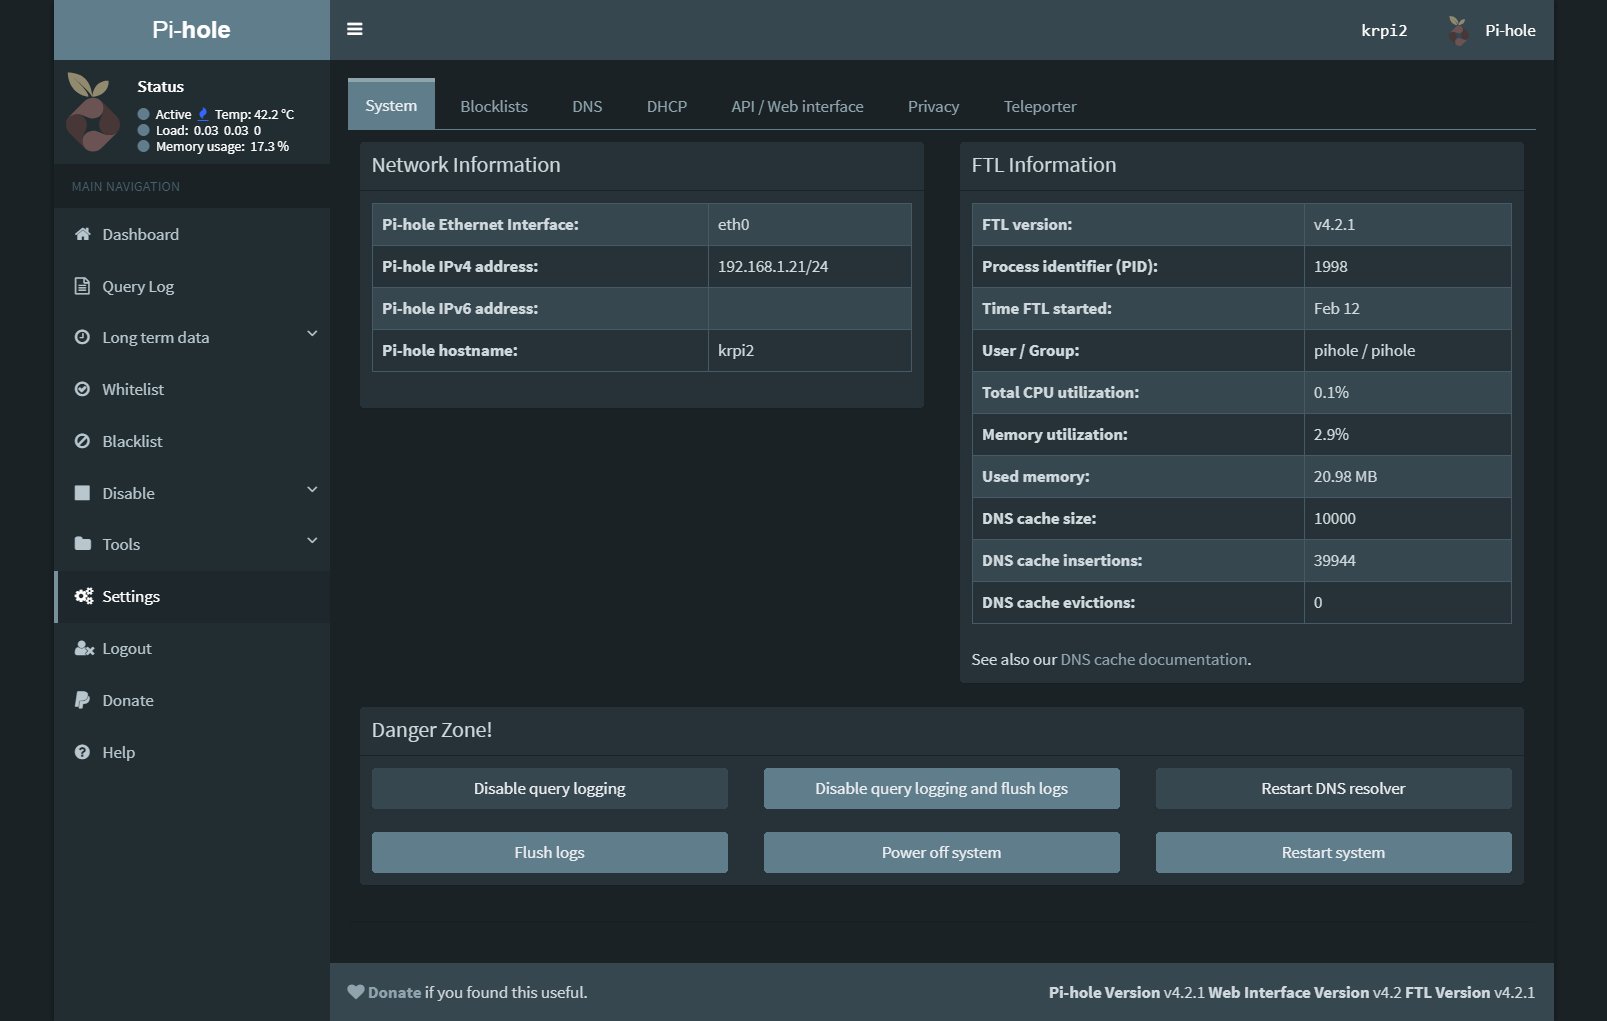 Pi-hole
krpi2
Pi-hole
Status
Active Temp: 42.2 °C
Load: 0.03 0.03 0
Memory usage: 17.3 %
MAIN NAVIGATION
Dashboard
Query Log
Long term data
Whitelist
Blacklist
Disable
Tools
Settings
Logout
Donate
Help
System Blocklists DNS DHCP API / Web interface Privacy Teleporter
Network Information
Pi-hole Ethernet Interface: eth0
Pi-hole IPv4 address: 192.168.1.21/24
Pi-hole IPv6 address:
Pi-hole hostname: krpi2
FTL Information
FTL version: v4.2.1
Process identifier (PID): 1998
Time FTL started: Feb 12
User / Group: pihole / pihole
Total CPU utilization: 0.1%
Memory utilization: 2.9%
Used memory: 20.98 MB
DNS cache size: 10000
DNS cache insertions: 39944
DNS cache evictions: 0
See also our DNS cache documentation.
Danger Zone!
Disable query logging Disable query logging and flush logs Restart DNS resolver
Flush logs Power off system Restart system
Donate if you found this useful.
Pi-hole Version v4.2.1 Web Interface Version v4.2 FTL Version v4.2.1